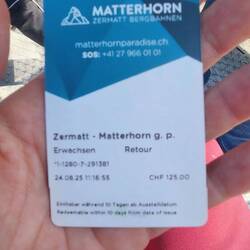 MATTERHORN
ZERMATT BERGBAHNEN
matterhornparadise.ch
SOS: +41 27 966 01 01
Zermatt - Matterhorn g. p.
Erwachsen Retour
*1-1280-7-291381
24.08.25 11:16:55 CHF 125.00
Einlösbar während 10 Tagen ab Ausstelldatum
Redeemable within 10 days from date of issue